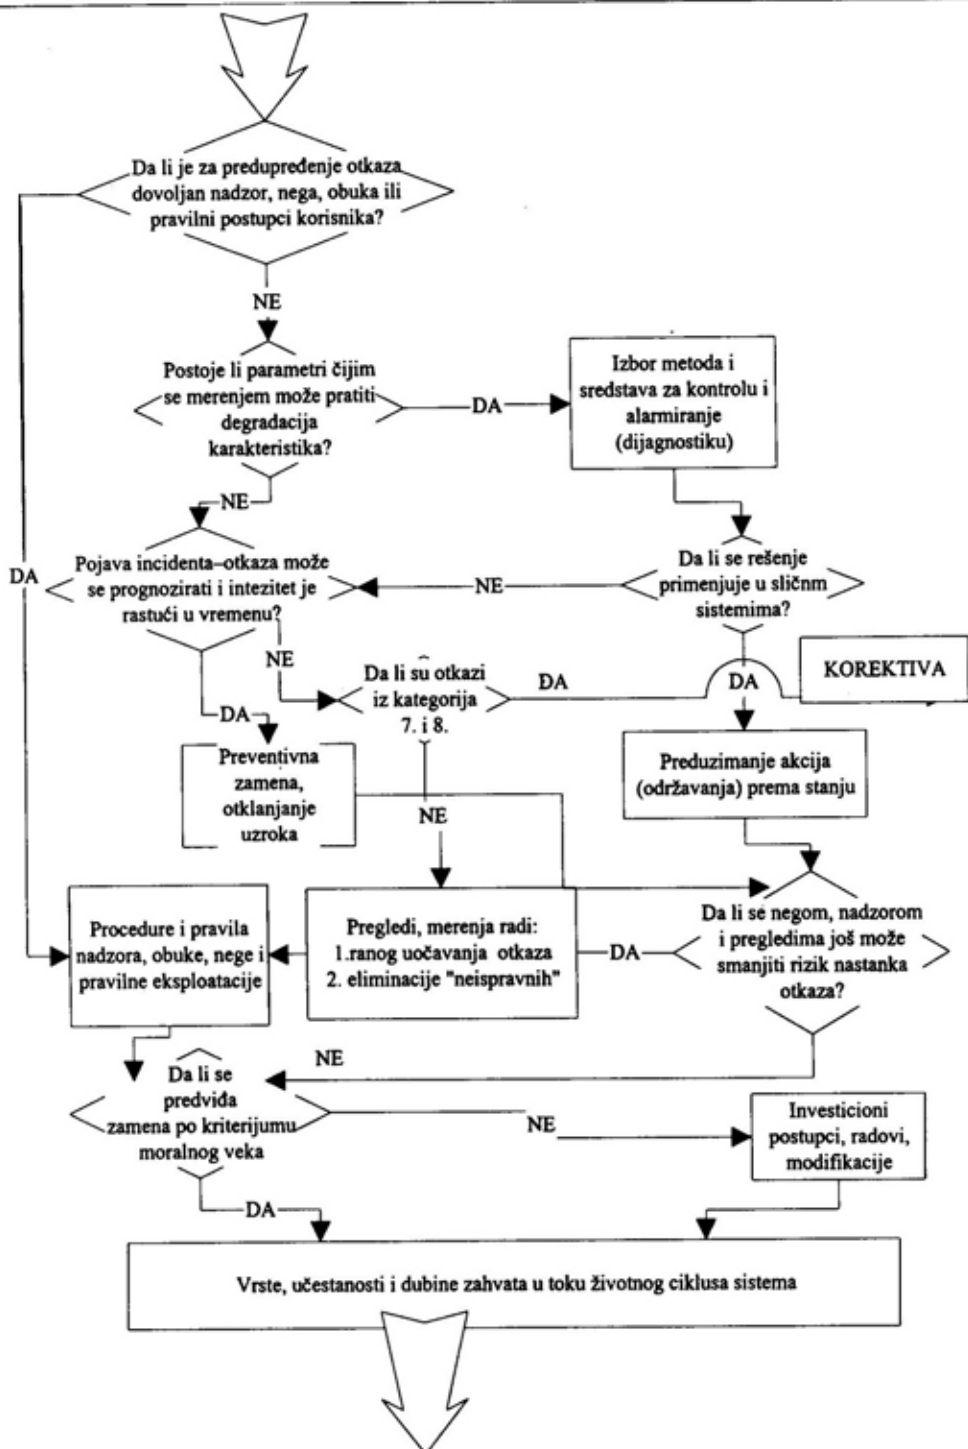 Da li je za predupređenje otkaza
dovoljan nadzor, nega, obuka ili
pravilni postupci korisnika?
NE
Postoje li parametri čijim
se merenjem može pratiti
degradacija
karakteristika?
DA
Izbor metoda i
sredstava za kontrolu i
alarmiranje
(dijagnostiku)
NE
DA
Pojava incidenta–otkaza može
se prognozirati i intezitet je
rastući u vremenu?
NE
Da li se rešenje
primenjuje u sličnm
sistemima?
NE
Da li su otkazi
iz kategorija
7. i 8.
DA
DA
KOREKTIVA
DA
Preventivna
zamena,
otklanjanje
uzroka
NE
Preduzimanje akcija
(održavanja) prema stanju
Procedure i pravila
nadzora, obuke, nege i
pravilne eksploatacije
Pregledi, merenja radi:
1.ranog uočavanja otkaza
2. eliminacije "neispravnih"
DA
Da li se negom, nadzorom
i pregledima još može
smanjiti rizik nastanka
otkaza?
NE
Da li se
predviđa
zamena po kriterijumu
moralnog veka
NE
Investicioni
postupci, radovi,
modifikacije
DA
Vrste, učestanosti i dubine zahvata u toku životnog ciklusa sistema